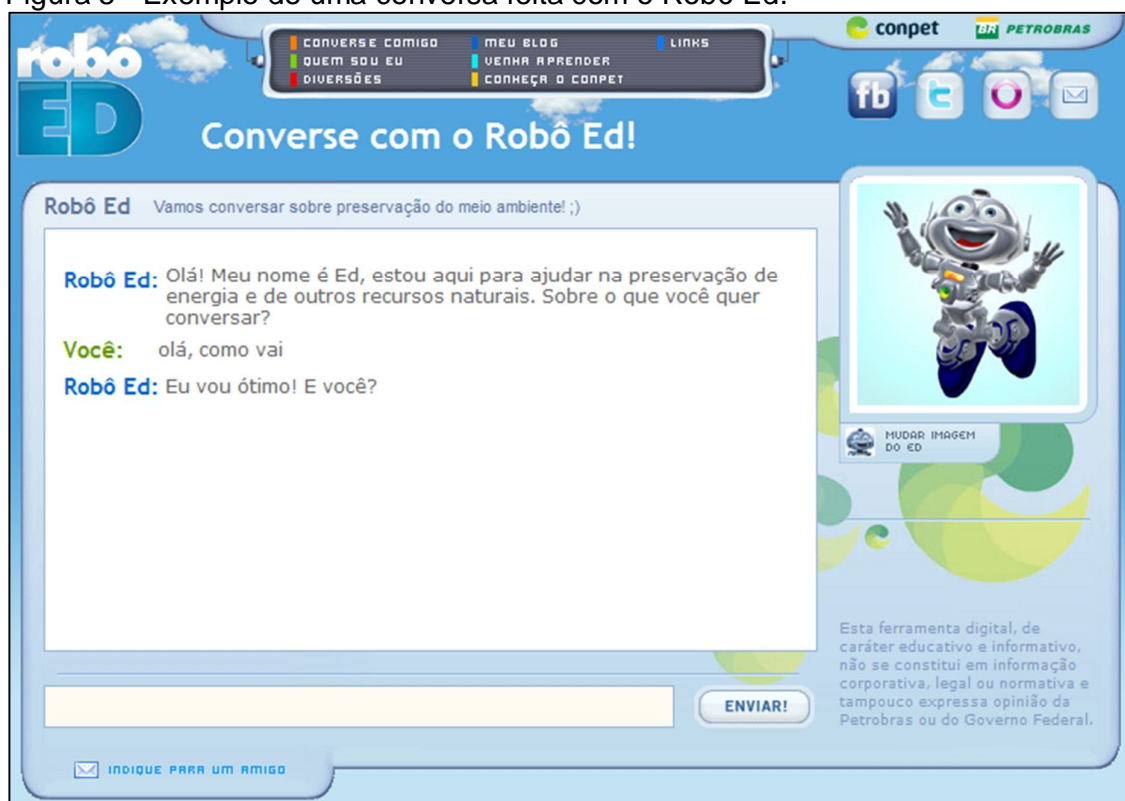 Figura 3 - Exemplo de uma conversa feita com o Robô Ed.
robô
ED
CONVERSE COMIGO
QUEM SOU EU
DIVERSÕES
MEU BLOG
VENHA APRENDER
CONHEÇA O CONPET
LINKS
conpet
BR PETROBRAS
fb
t
Converse com o Robô Ed!
Robô Ed Vamos conversar sobre preservação do meio ambiente! ;)
Robô Ed: Olá! Meu nome é Ed, estou aqui para ajudar na preservação de
energia e de outros recursos naturais. Sobre o que você quer
conversar?
Você: olá, como vai
Robô Ed: Eu vou ótimo! E você?
MUDAR IMAGEM
DO ED
Esta ferramenta digital, de
caráter educativo e informativo,
não se constitui em informação
corporativa, legal ou normativa e
tampouco expressa opinião da
Petrobras ou do Governo Federal.
ENVIAR!
INDIQUE PARA UM AMIGO